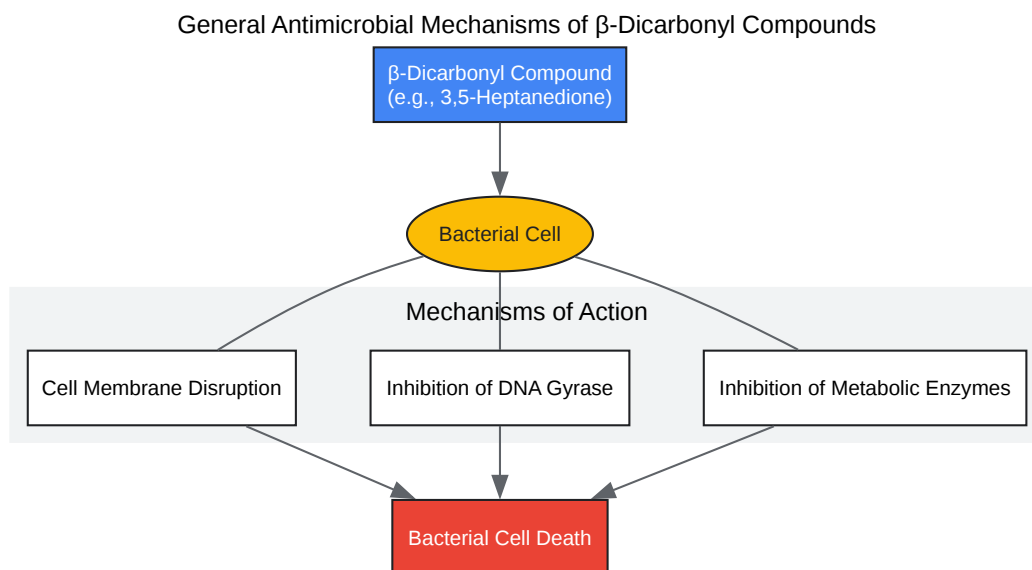 General Antimicrobial Mechanisms of β-Dicarbonyl Compounds
β-Dicarbonyl Compound
(e.g., 3,5-Heptanedione)
Bacterial Cell
Mechanisms of Action
Cell Membrane Disruption
Inhibition of DNA Gyrase
Inhibition of Metabolic Enzymes
Bacterial Cell Death